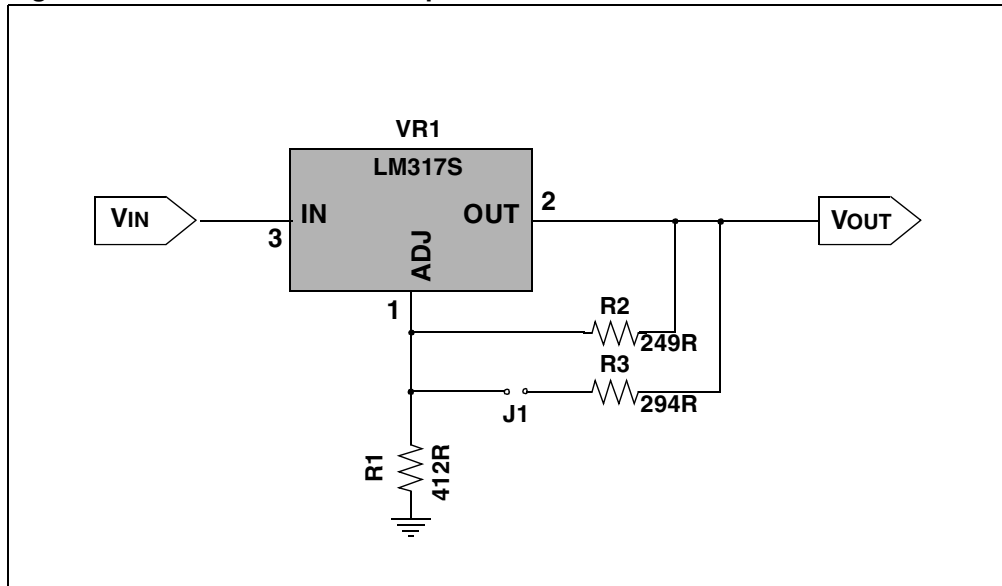 VR1
LM317S
VIN
IN
OUT
2
VOUT
3
ADJ
1
R2
249R
R3
294R
J1
R1
412R